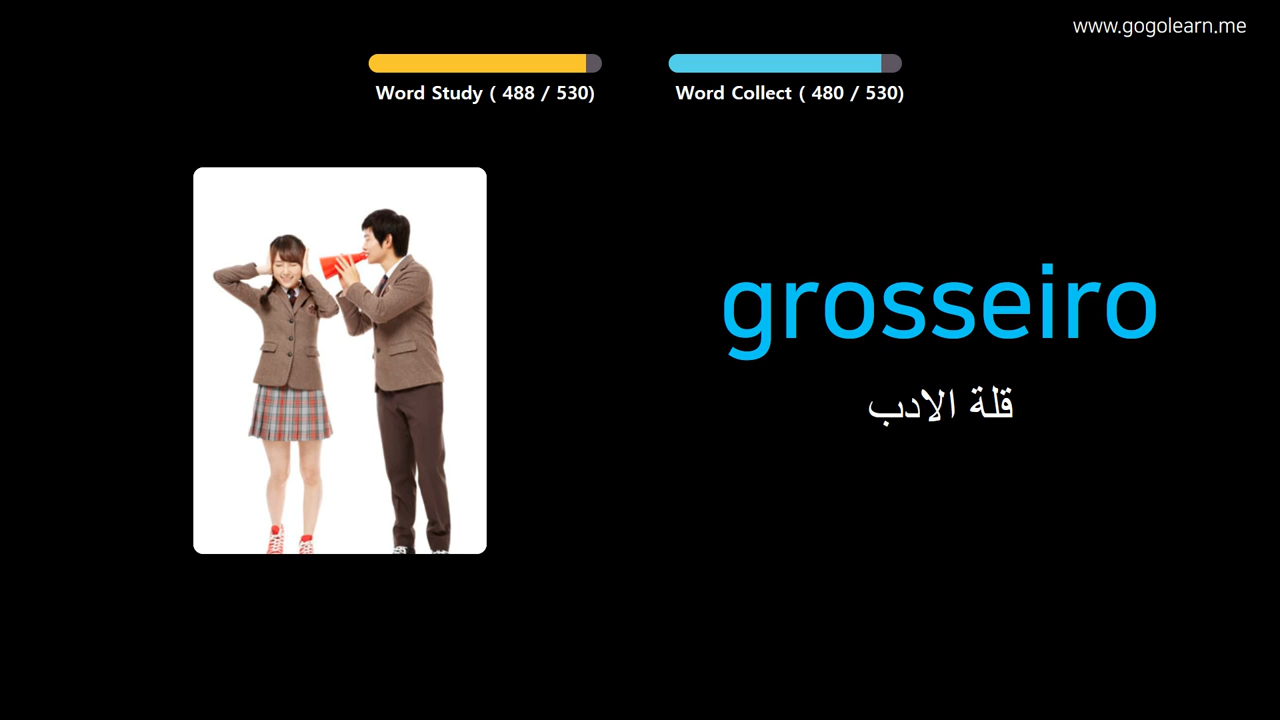 www.gogolearn.me
Word Study ( 488 / 530)
Word Collect ( 480 / 530)
grosseiro
قلة الادب